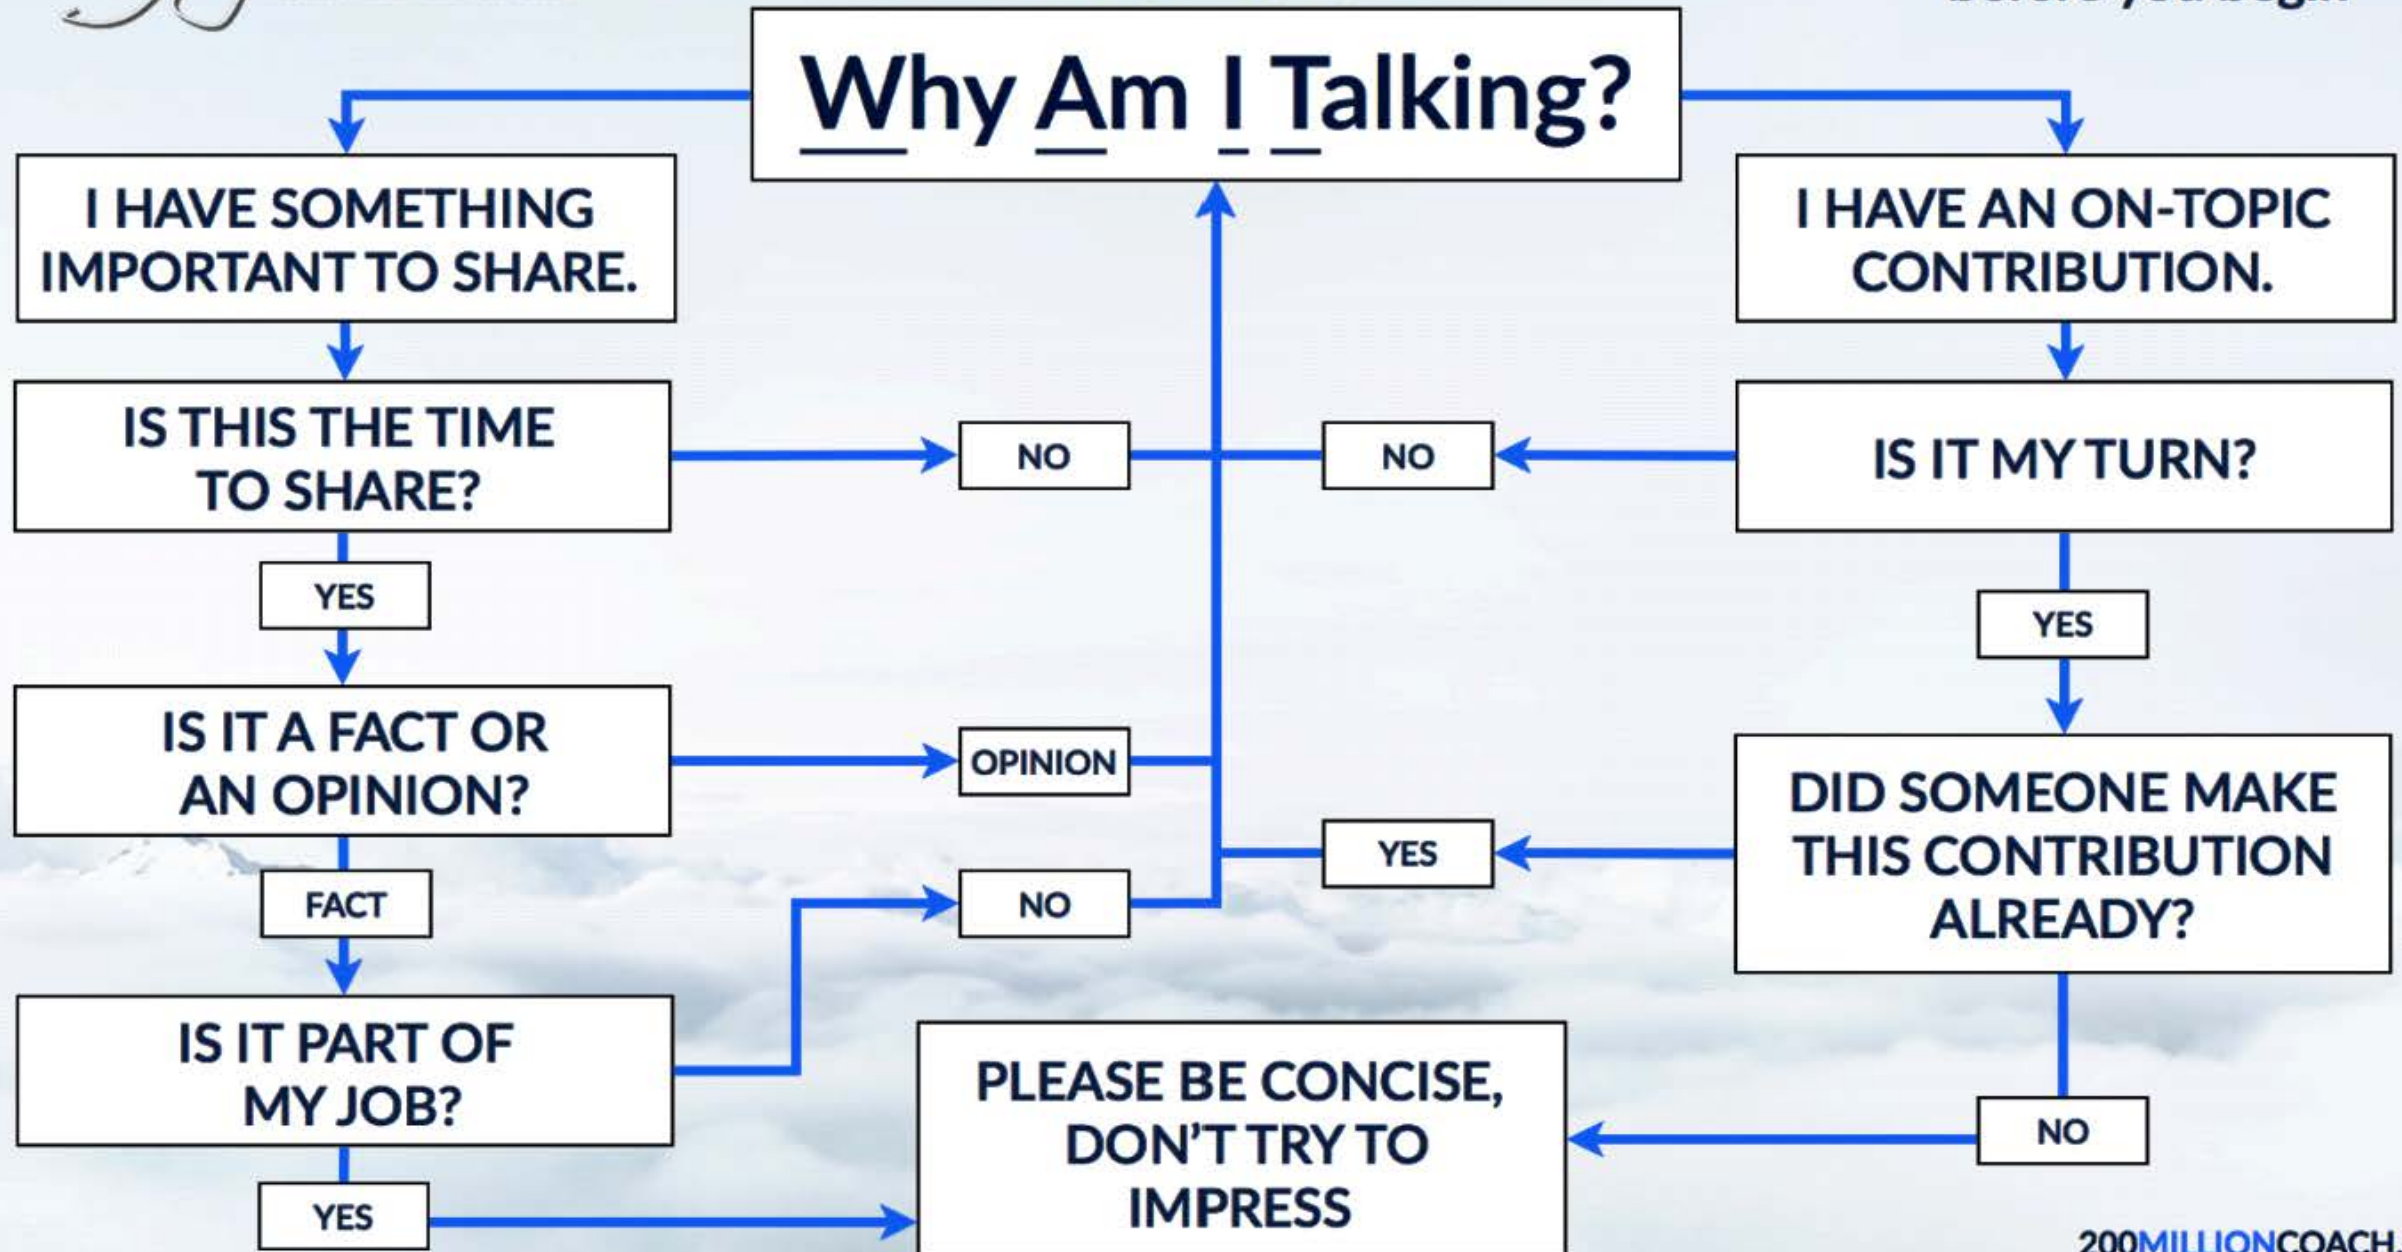 Why Am I Talking?
I HAVE SOMETHING
IMPORTANT TO SHARE.
IS THIS THE TIME
TO SHARE?
YES
IS IT A FACT OR
AN OPINION?
FACT
IS IT PART OF
MY JOB?
YES
NO
OPINION
NO
I HAVE AN ON-TOPIC
CONTRIBUTION.
IS IT MY TURN?
NO
YES
DID SOMEONE MAKE
THIS CONTRIBUTION
ALREADY?
YES
NO
PLEASE BE CONCISE,
DON'T TRY TO
IMPRESS
200MILLIONCOACH.